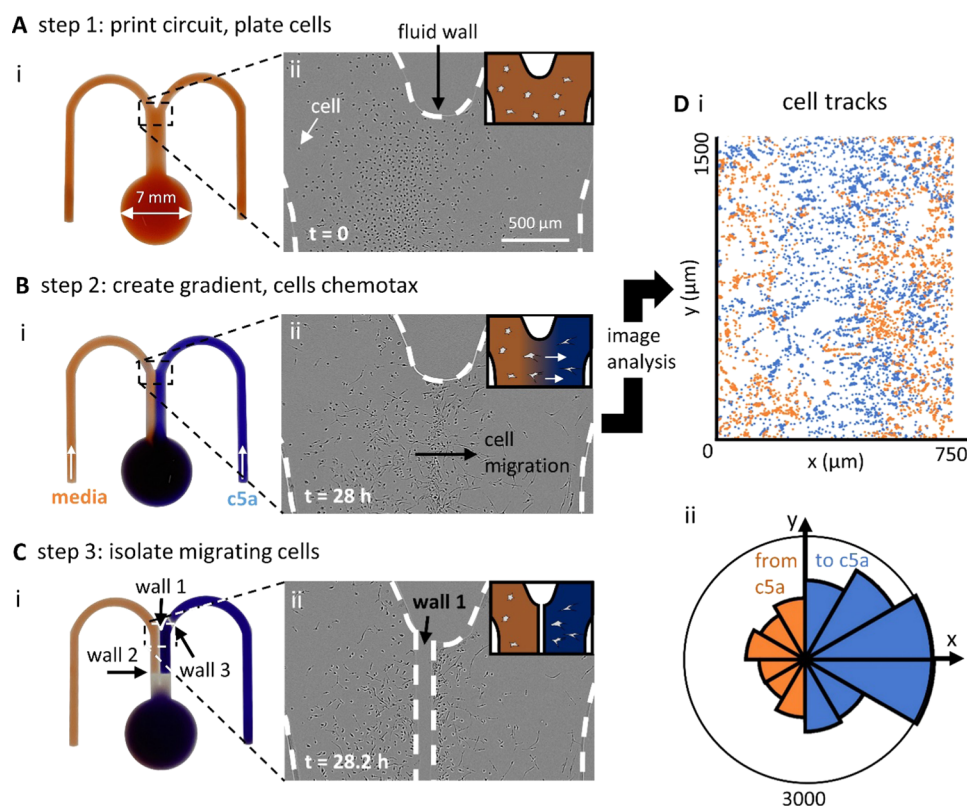 A step 1: print circuit, plate cells
i
7 mm
ii
fluid wall
cell
t = 0
500 μm
B step 2: create gradient, cells chemotax
i
media
c5a
ii
cell
migration
t = 28 h
C step 3: isolate migrating cells
i
wall 1
wall 2
wall 3
ii
wall 1
t = 28.2 h
image
analysis
D i
cell tracks
1500
y (μm)
0
x (μm)
750
ii
y
from
c5a
to c5a
x
3000